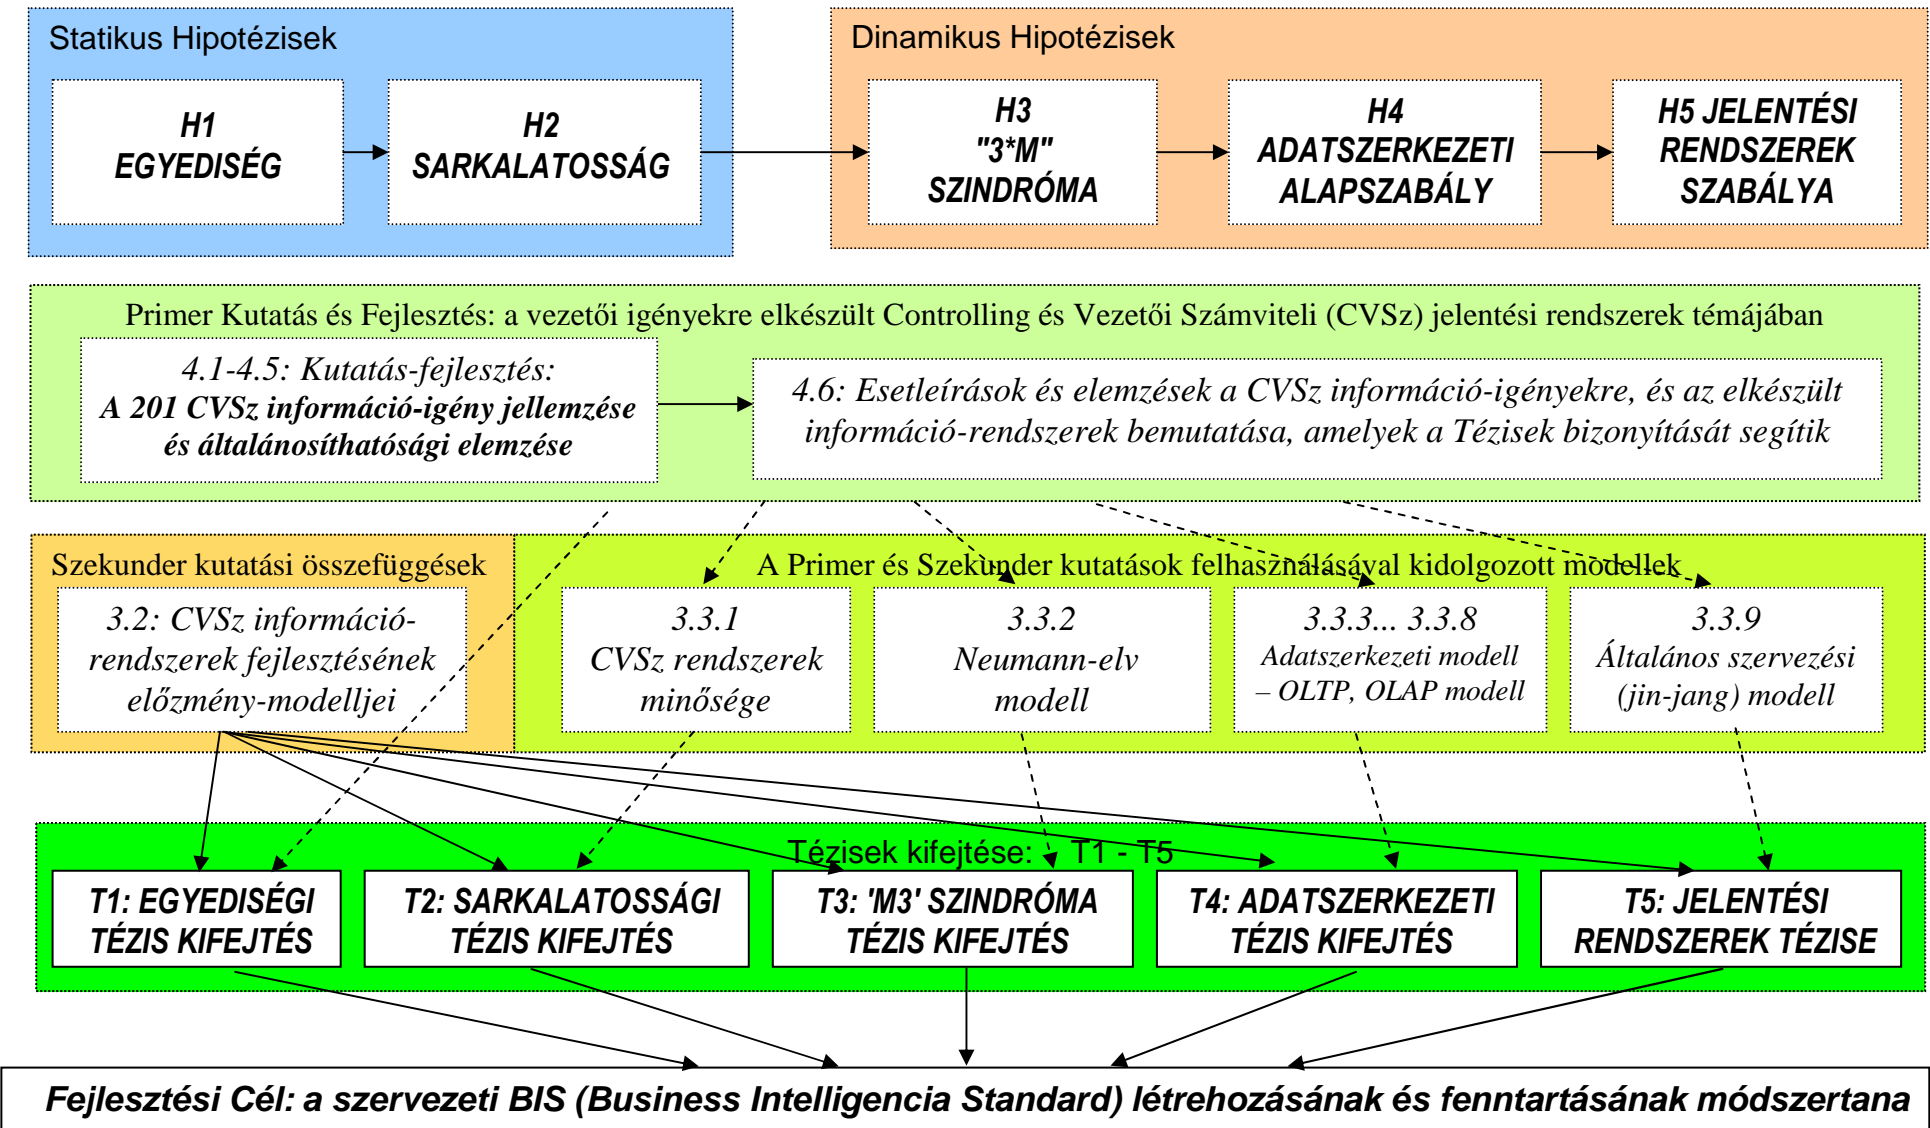 Statikus Hipotézisek
H1
EGYEDISÉG
H2
SARKALATOSSÁG
Dinamikus Hipotézisek
H3
"3*M"
SZINDRÓMA
H4
ADATSZERKEZETI
ALAPSZABÁLY
H5 JELENTÉSI
RENDSZEREK
SZABÁLYA
Primer Kutatás és Fejlesztés: a vezetői igényekre elkészült Controlling és Vezetői Számviteli (CVSz) jelentési rendszerek témájában
4.1-4.5: Kutatás-fejlesztés:
A 201 CVSz információ-igény jellemzése
és általánosíthatósági elemzése
4.6: Esetleírások és elemzések a CVSz információ-igényekre, és az elkészült
információ-rendszerek bemutatása, amelyek a Tézisek bizonyítását segítik
Szekunder kutatási összefüggések
3.2: CVSz információ-
rendszerek fejlesztésének
előzmény-modelljei
A Primer és Szekunder kutatások felhasználásával kidolgozott modellek
3.3.1
CVSz rendszerek
minősége
3.3.2
Neumann-elv
modell
3.3.3... 3.3.8
Adatszerkezeti modell
– OLTP, OLAP modell
3.3.9
Általános szervezési
(jin-jang) modell
Tézisek kifejtése: T1 - T5
T1: EGYEDISÉGI
TÉZIS KIFEJTÉS
T2: SARKALATOSSÁGI
TÉZIS KIFEJTÉS
T3: 'M3' SZINDRÓMA
TÉZIS KIFEJTÉS
T4: ADATSZERKEZETI
TÉZIS KIFEJTÉS
T5: JELENTÉSI
RENDSZEREK TÉZISE
Fejlesztési Cél: a szervezeti BIS (Business Intelligencia Standard) létrehozásának és fenntartásának módszertana